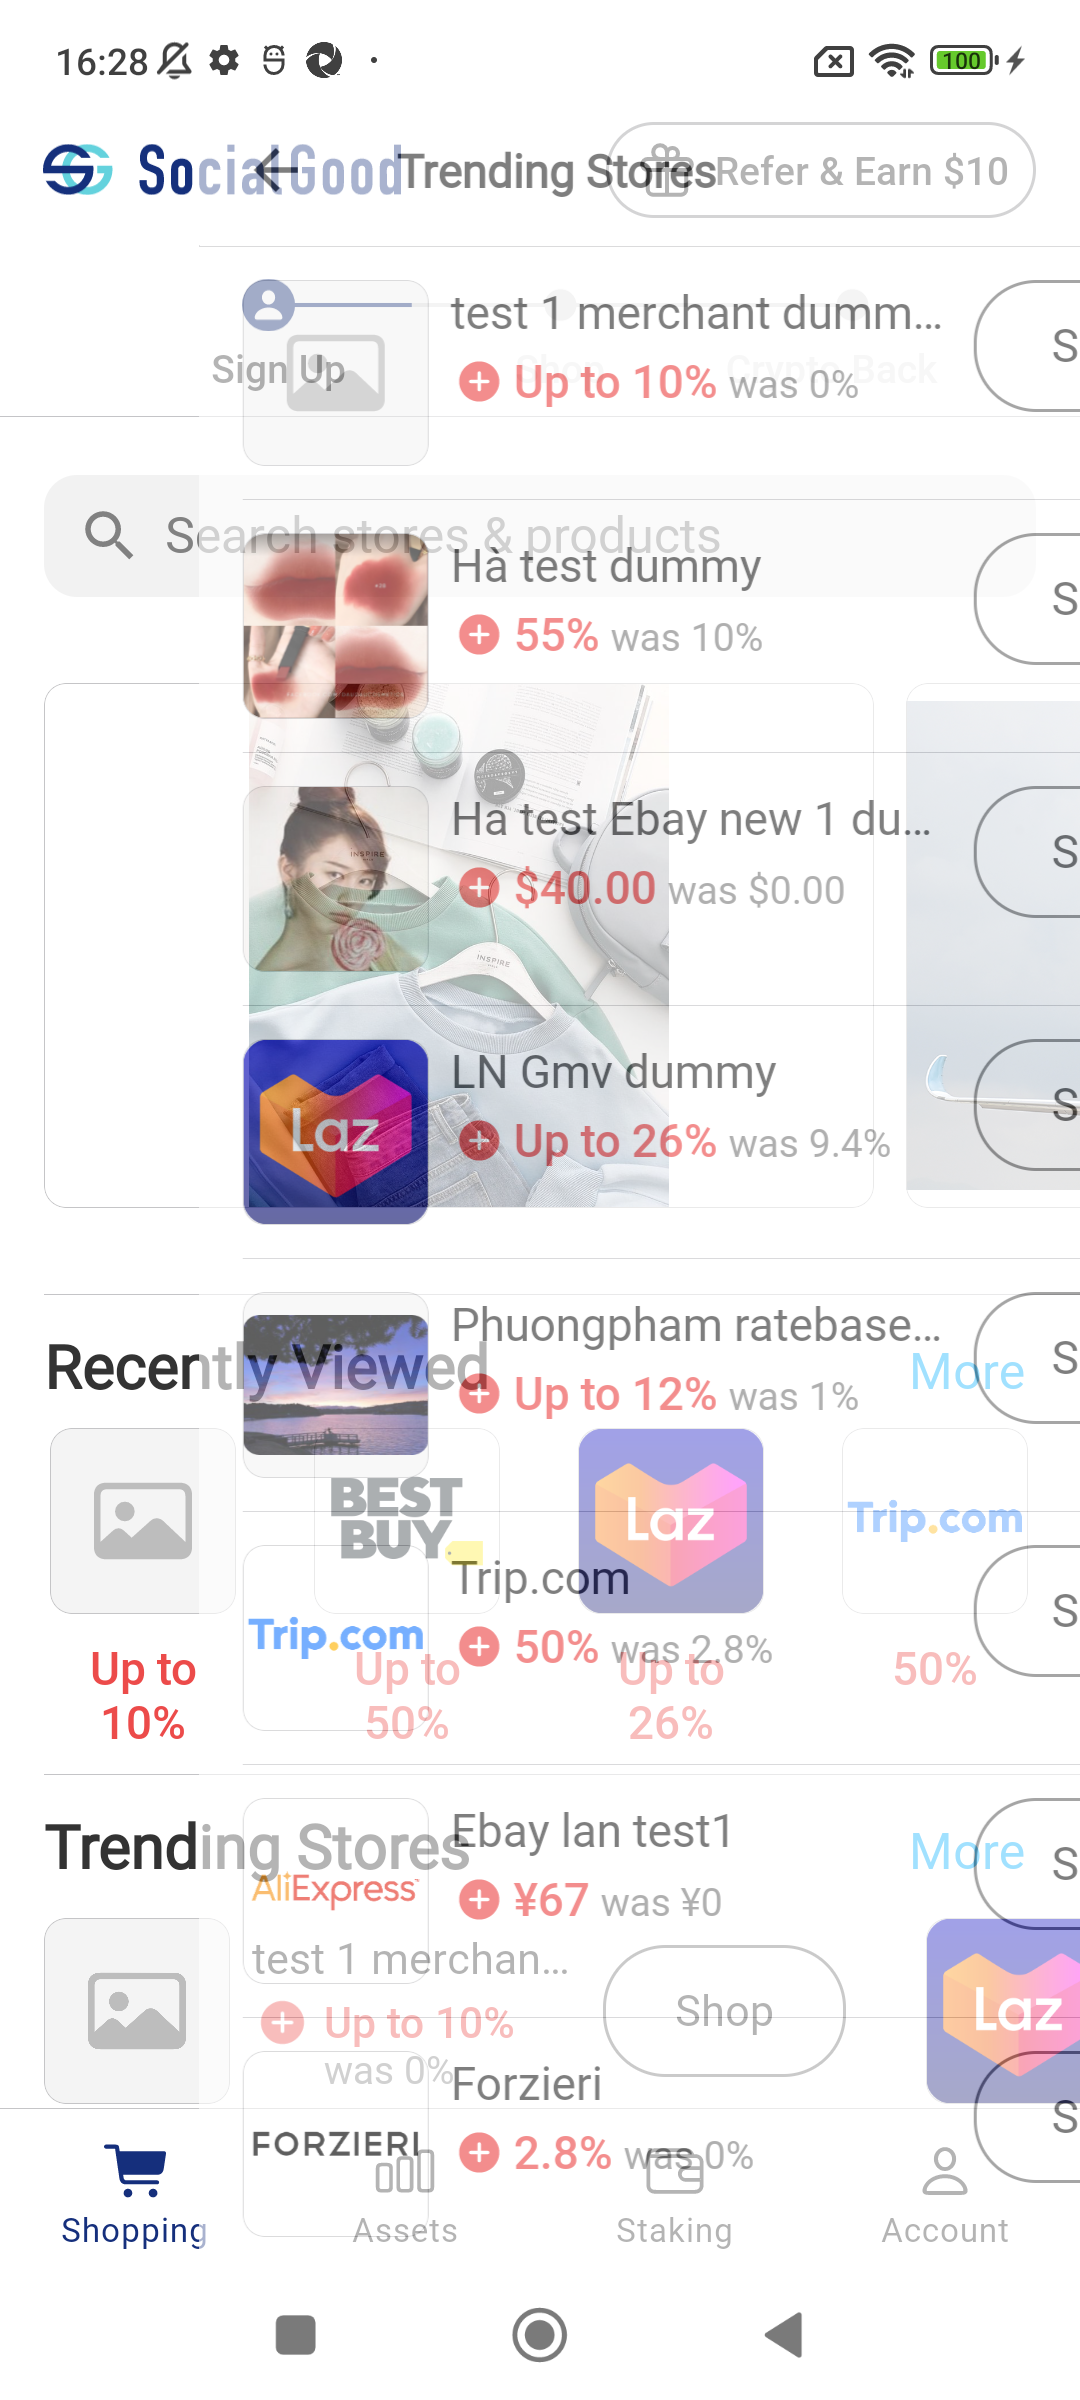 16:28
100
SocialGood
Trending Stores
Refer & Earn $10
Sign Up
Shop
Crypto Back
test 1 merchant dumm...
Up to 10% was 0%
S
Search stores & products
Hà test dummy
55% was 10%
S
Ha test Ebay new 1 du...
INSPIRE
$40.00 was $0.00
S
INSPIRE
LN Gmv dummy
Laz
Up to 26% was 9.4%
S
Phuongpham ratebase...
Recently Viewed
More
Up to 12% was 1%
S
BEST BUY
Laz
Trip.com
Trip.com
Trip.com
50% was 2.8%
S
Up to 10%
Up to 50%
Up to 26%
50%
Trending Stores
More
Ebay lan test1
AliExpress
¥67 was ¥0
S
test 1 merchan...
Up to 10%
was 0%
Shop
Laz
Forzieri
FORZIERI
2.8% was 0%
S
Shopping
Assets
Staking
Account